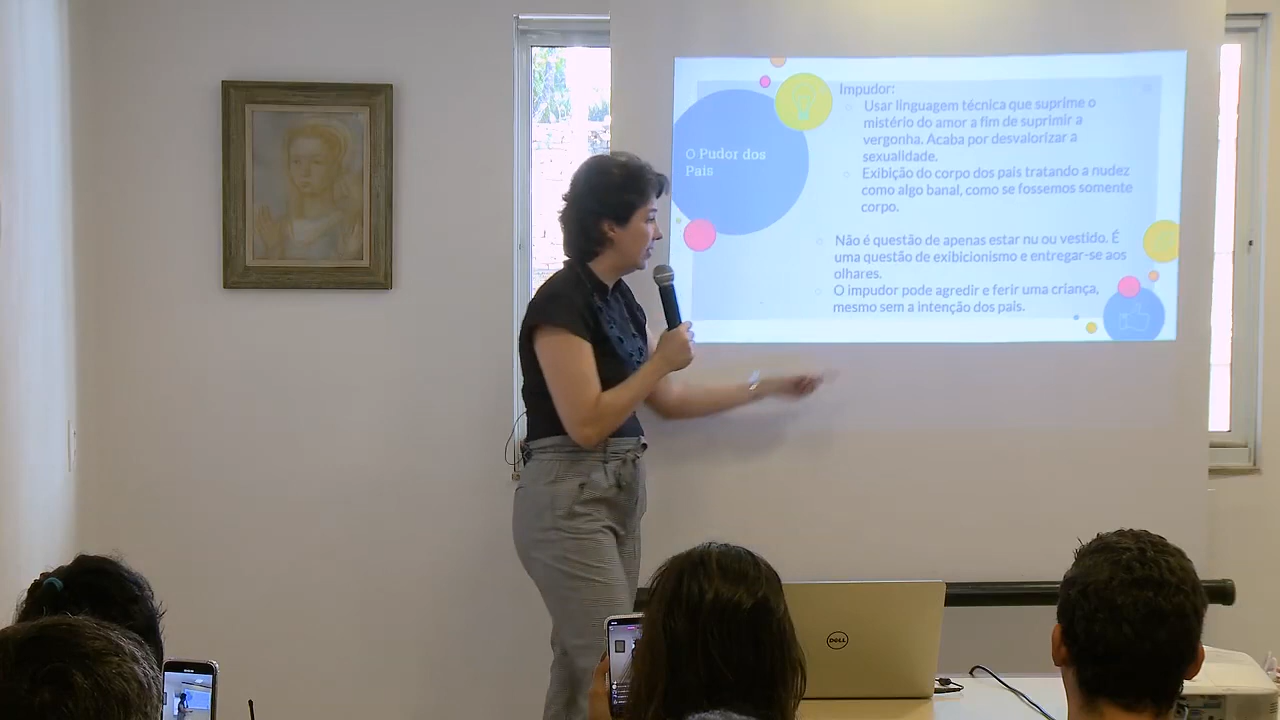 O Pudor dos
Pais
Impudor:
Usar linguagem técnica que suprime o
mistério do amor a fim de suprimir a
vergonha. Acaba por desvalorizar a
sexualidade.
Exibição do corpo dos pais tratando a nudez
como algo banal, como se fossemos somente
corpo.
Não é questão de apenas estar nu ou vestido. É
uma questão de exibicionismo e entregar-se aos
olhares.
O impudor pode agredir e ferir uma criança,
mesmo sem a intenção dos pais.
DELL